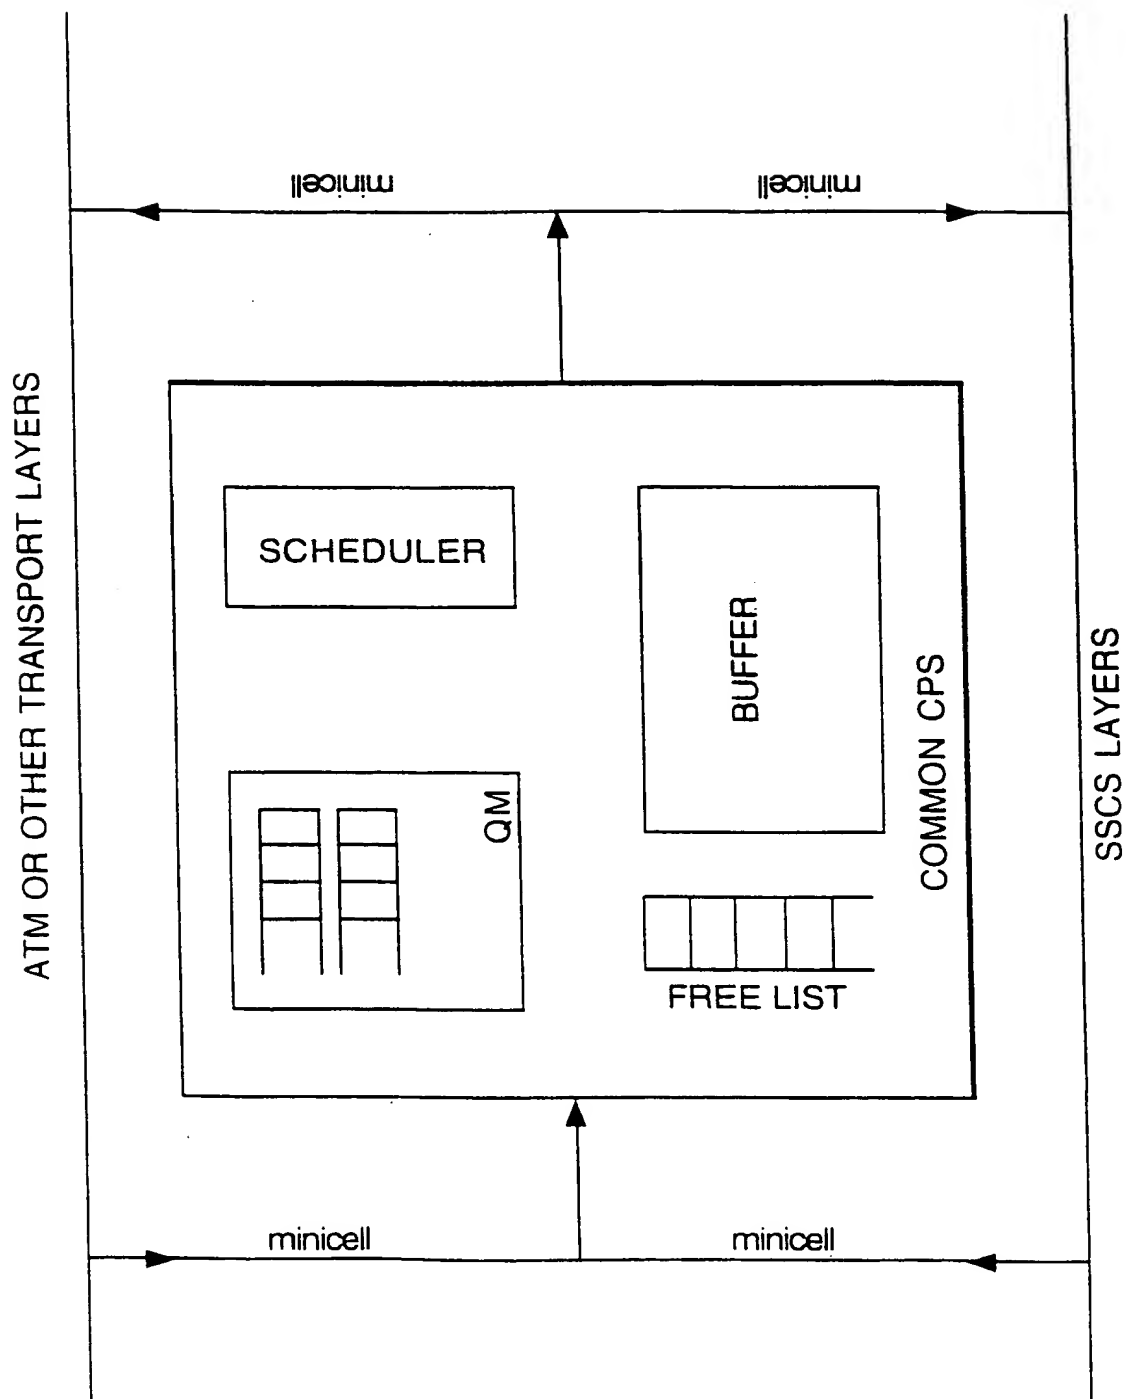 minicell
minicell
ATM OR OTHER TRANSPORT LAYERS
SCHEDULER
BUFFER
COMMON CPS
SSCS LAYERS
QM
FREE LIST
minicell
minicell